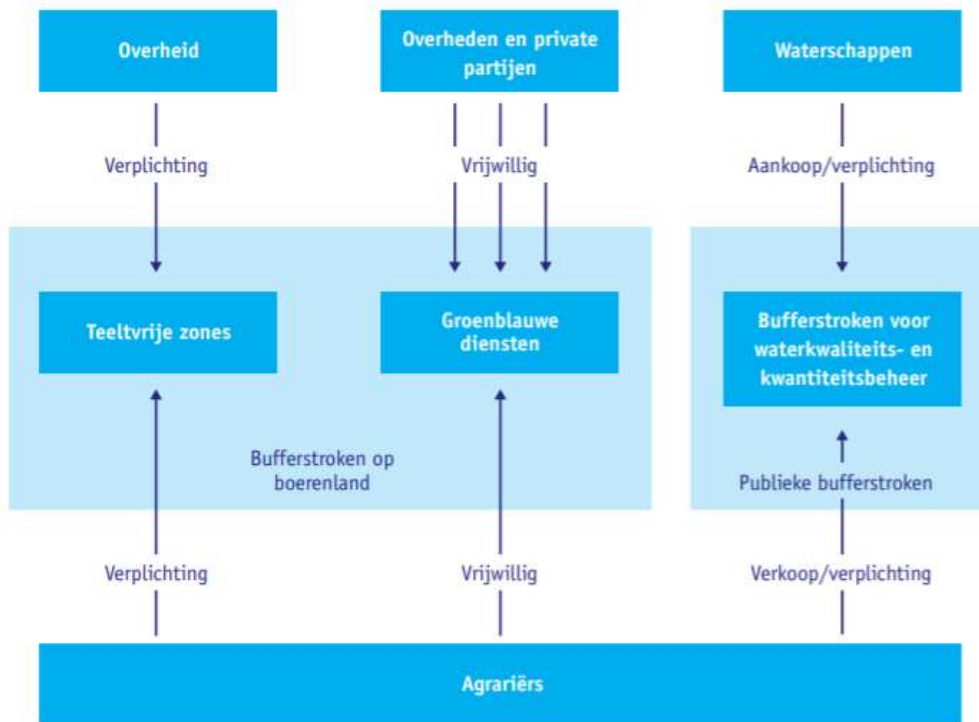 Overheid
Overheden en private
partijen
Waterschappen
Verplichting
Vrijwillig
Aankoop/verplichting
Teeltvrije zones
Groenblauwe
diensten
Bufferstroken voor
waterkwaliteits- en
kwantiteitsbeheer
Bufferstroken op
boerenland
Publieke bufferstroken
Verplichting
Vrijwillig
Verkoop/verplichting
Agrariërs